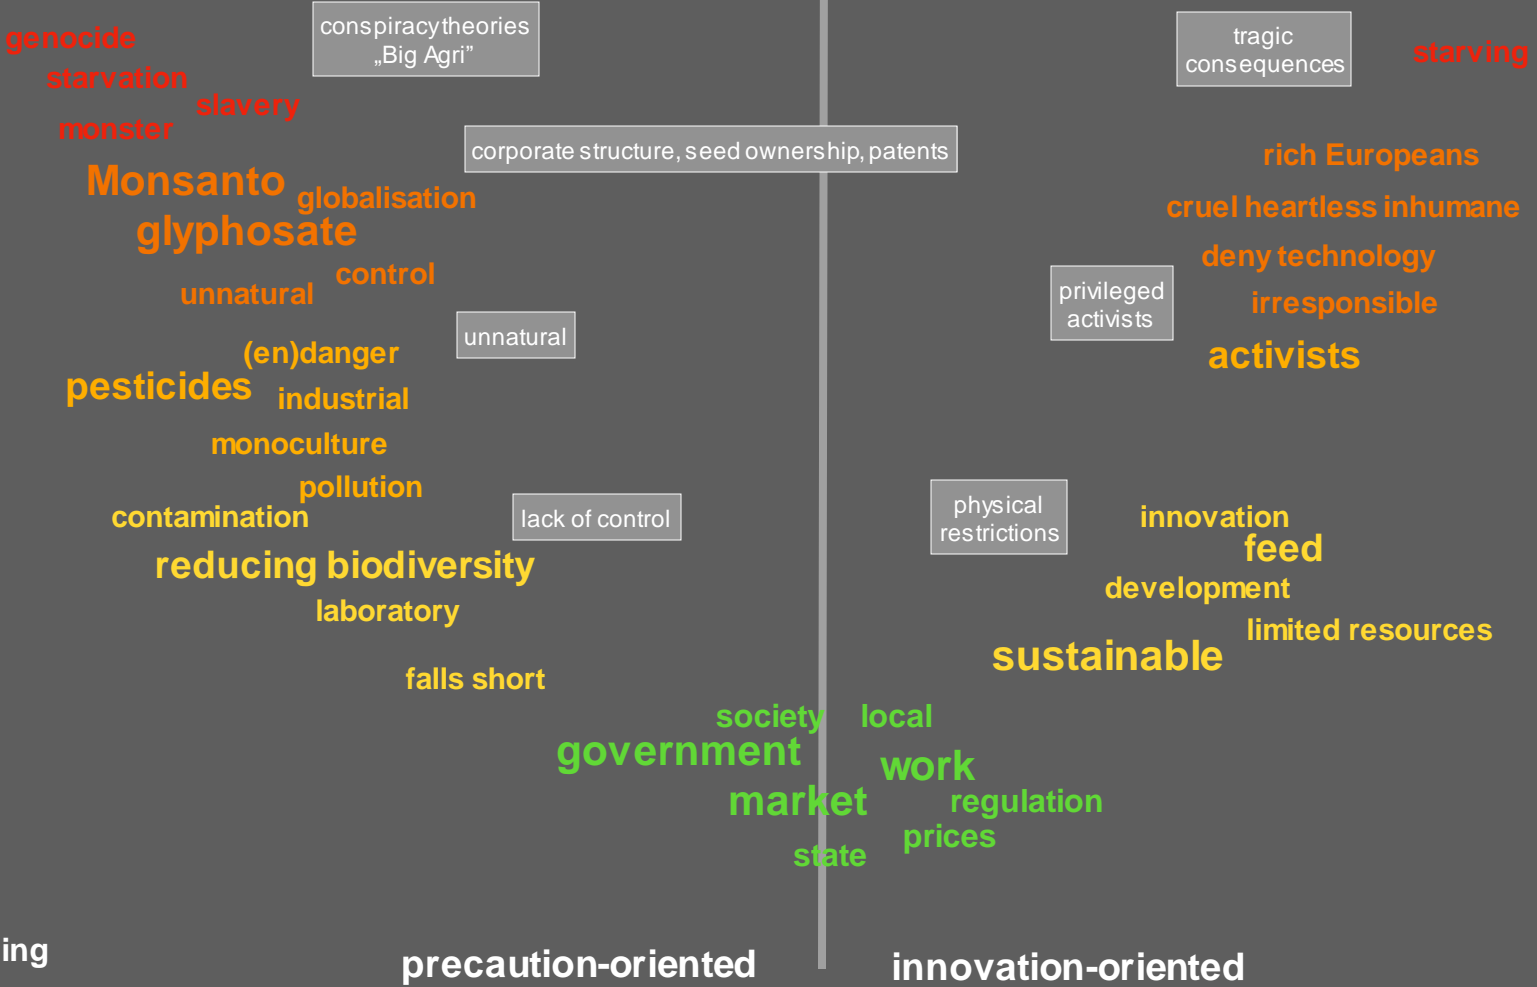 genocide
starvation
slavery
monster
conspiracy theories
„Big Agri”
tragic
consequences
starving
corporate structure, seed ownership, patents
Monsanto
globalisation
glyphosate
control
unnatural
unnatural
rich Europeans
cruel heartless inhumane
deny technology
privileged
activists
irresponsible
activists
(en)danger
pesticides
industrial
monoculture
pollution
contamination
lack of control
reducing biodiversity
laboratory
falls short
physical
restrictions
innovation
feed
development
limited resources
sustainable
society
local
government
work
market
regulation
prices
state
ing
precaution-oriented
innovation-oriented